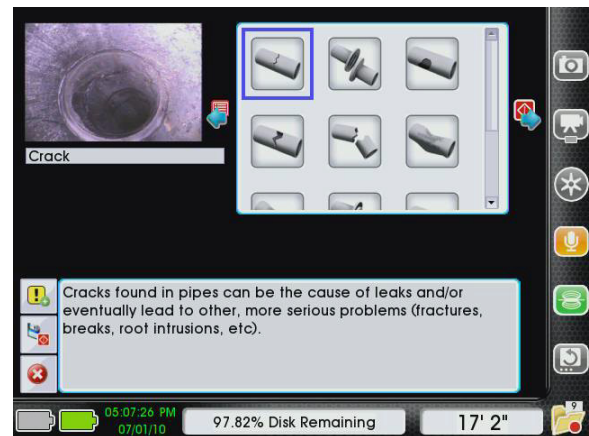 Crack
Cracks found in pipes can be the cause of leaks and/or
eventually lead to other, more serious problems (fractures,
breaks, root intrusions, etc).
05:07:26 PM
07/01/10
97.82% Disk Remaining
17' 2"
9